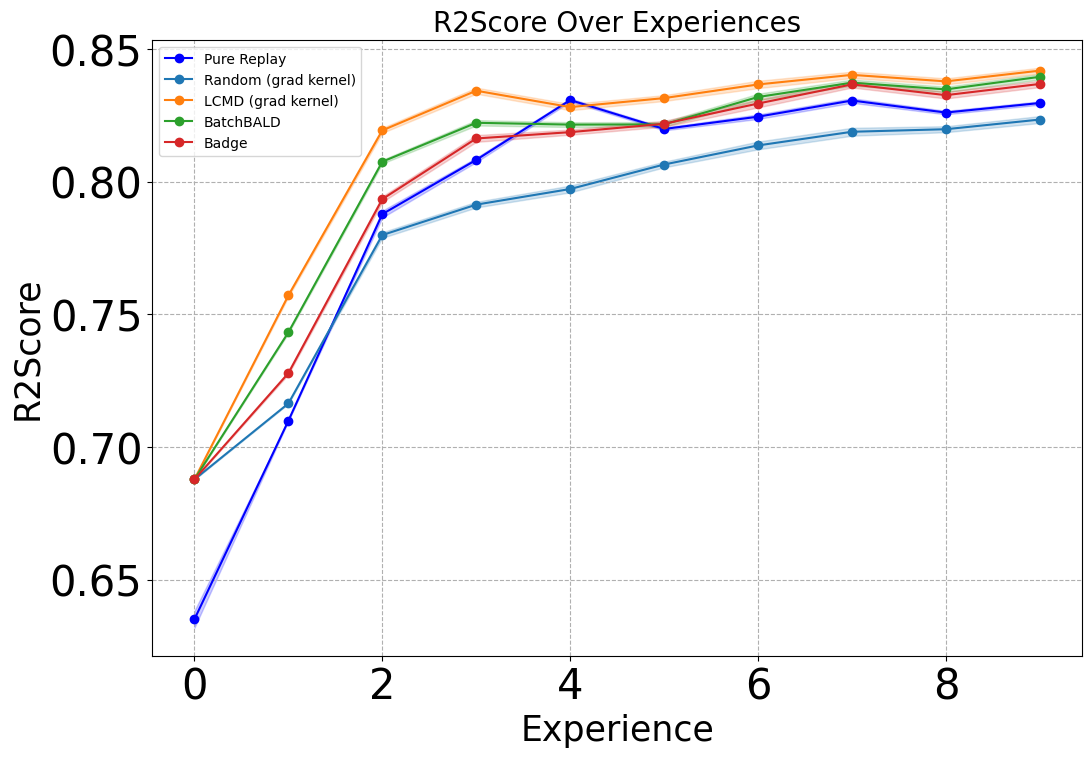 R2Score Over Experiences
Pure Replay
Random (grad kernel)
LCMD (grad kernel)
BatchBALD
Badge
0.85
0.80
0.75
0.70
0.65
R2Score
0 2 4 6 8
Experience